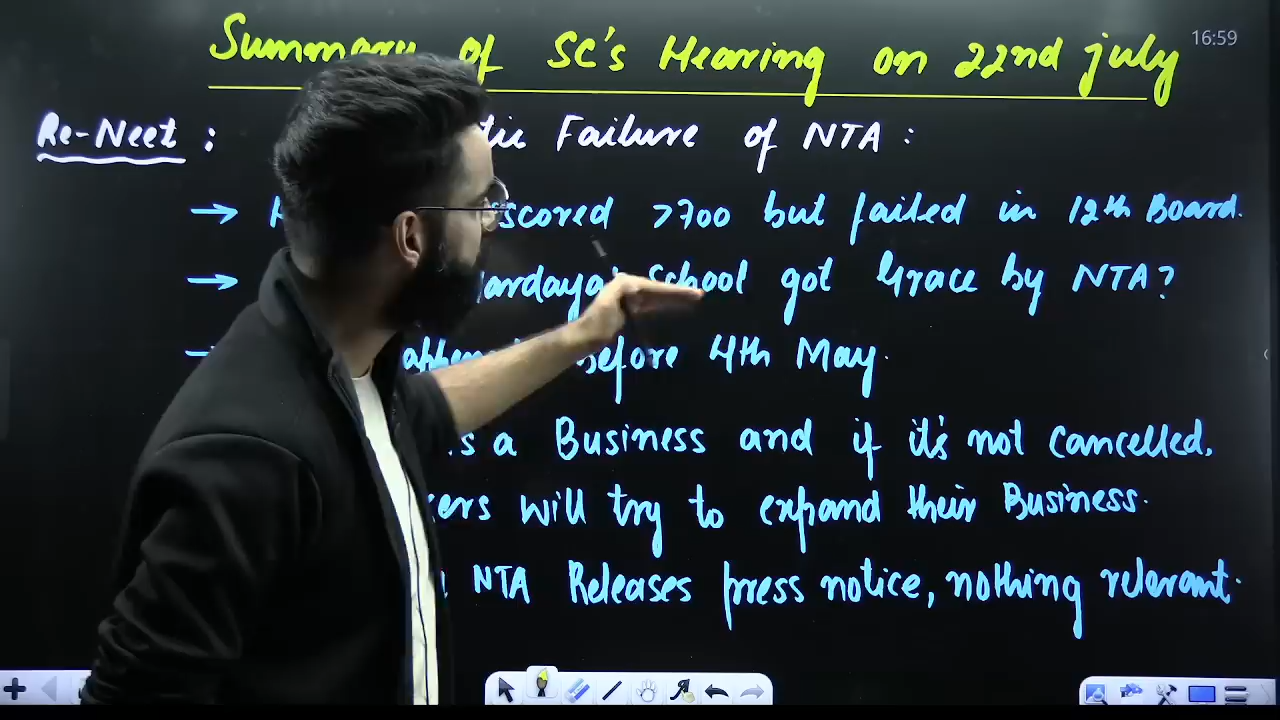 Summary of SC's Hearing on 22nd july
16:59
Re-Neet : Failure of NTA :
→ scored >700 but failed in 12th Board.
→ School got Grace by NTA?
before 4th May.
a Business and if it's not cancelled,
will try to expand their Business.
NTA Releases press notice, nothing relevant.